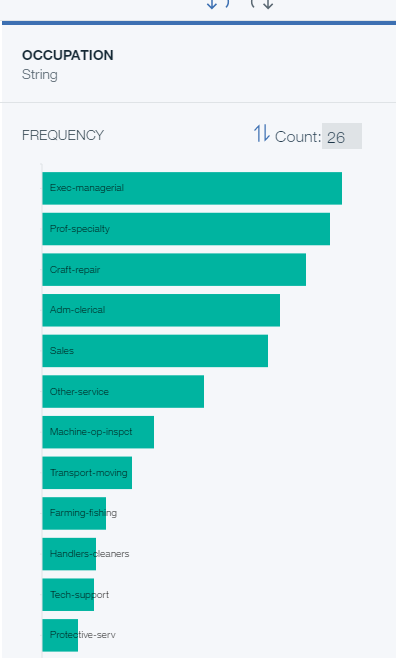 OCCUPATION
String
FREQUENCY
Count: 26
Exec-managerial
Prof-specialty
Craft-repair
Adm-clerical
Sales
Other-service
Machine-op-inspct
Transport-moving
Farming-fishing
Handlers-cleaners
Tech-support
Protective-serv